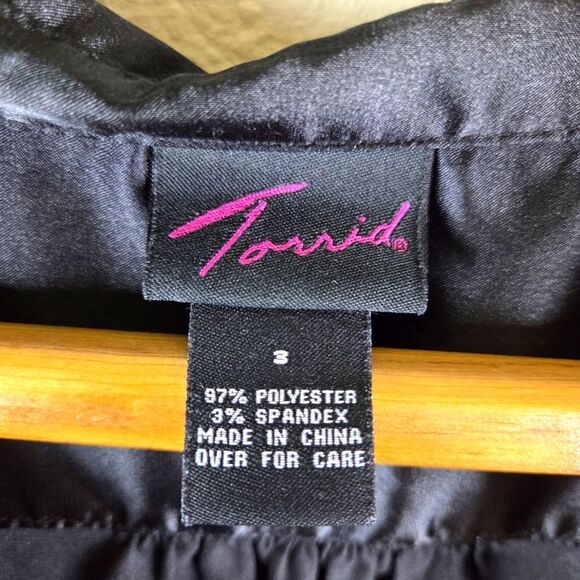 Torrid®
3
97% POLYESTER
3% SPANDEX
MADE IN CHINA
OVER FOR CARE